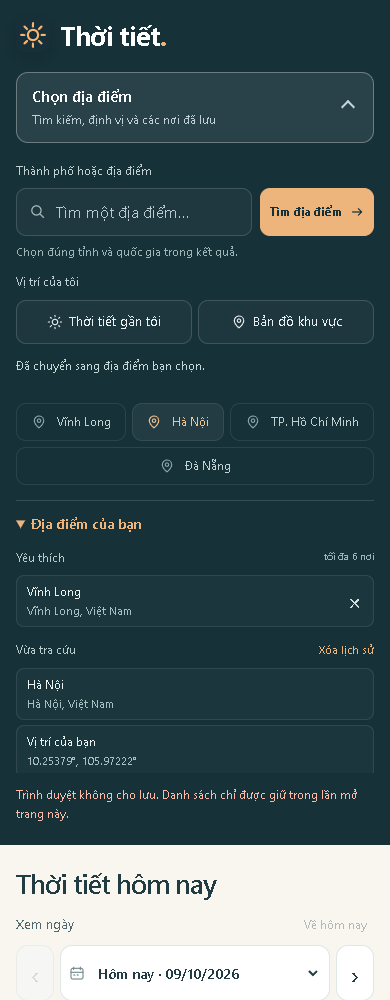 Thời tiết.
Chọn địa điểm
Tìm kiếm, định vị và các nơi đã lưu
Thành phố hoặc địa điểm
Tìm một địa điểm...
Tìm địa điểm →
Chọn đúng tỉnh và quốc gia trong kết quả.
Vị trí của tôi
Thời tiết gần tôi
Bản đồ khu vực
Đã chuyển sang địa điểm bạn chọn.
Vĩnh Long
Hà Nội
TP. Hồ Chí Minh
Đà Nẵng
▼ Địa điểm của bạn
Yêu thích
tối đa 6 nơi
Vĩnh Long
Vĩnh Long, Việt Nam
Vừa tra cứu
Xóa lịch sử
Hà Nội
Hà Nội, Việt Nam
Vị trí của bạn
10.25379°, 105.97222°
Trình duyệt không cho lưu. Danh sách chỉ được giữ trong lần mở
trang này.
Thời tiết hôm nay
Xem ngày
Về hôm nay
Hôm nay · 09/10/2026